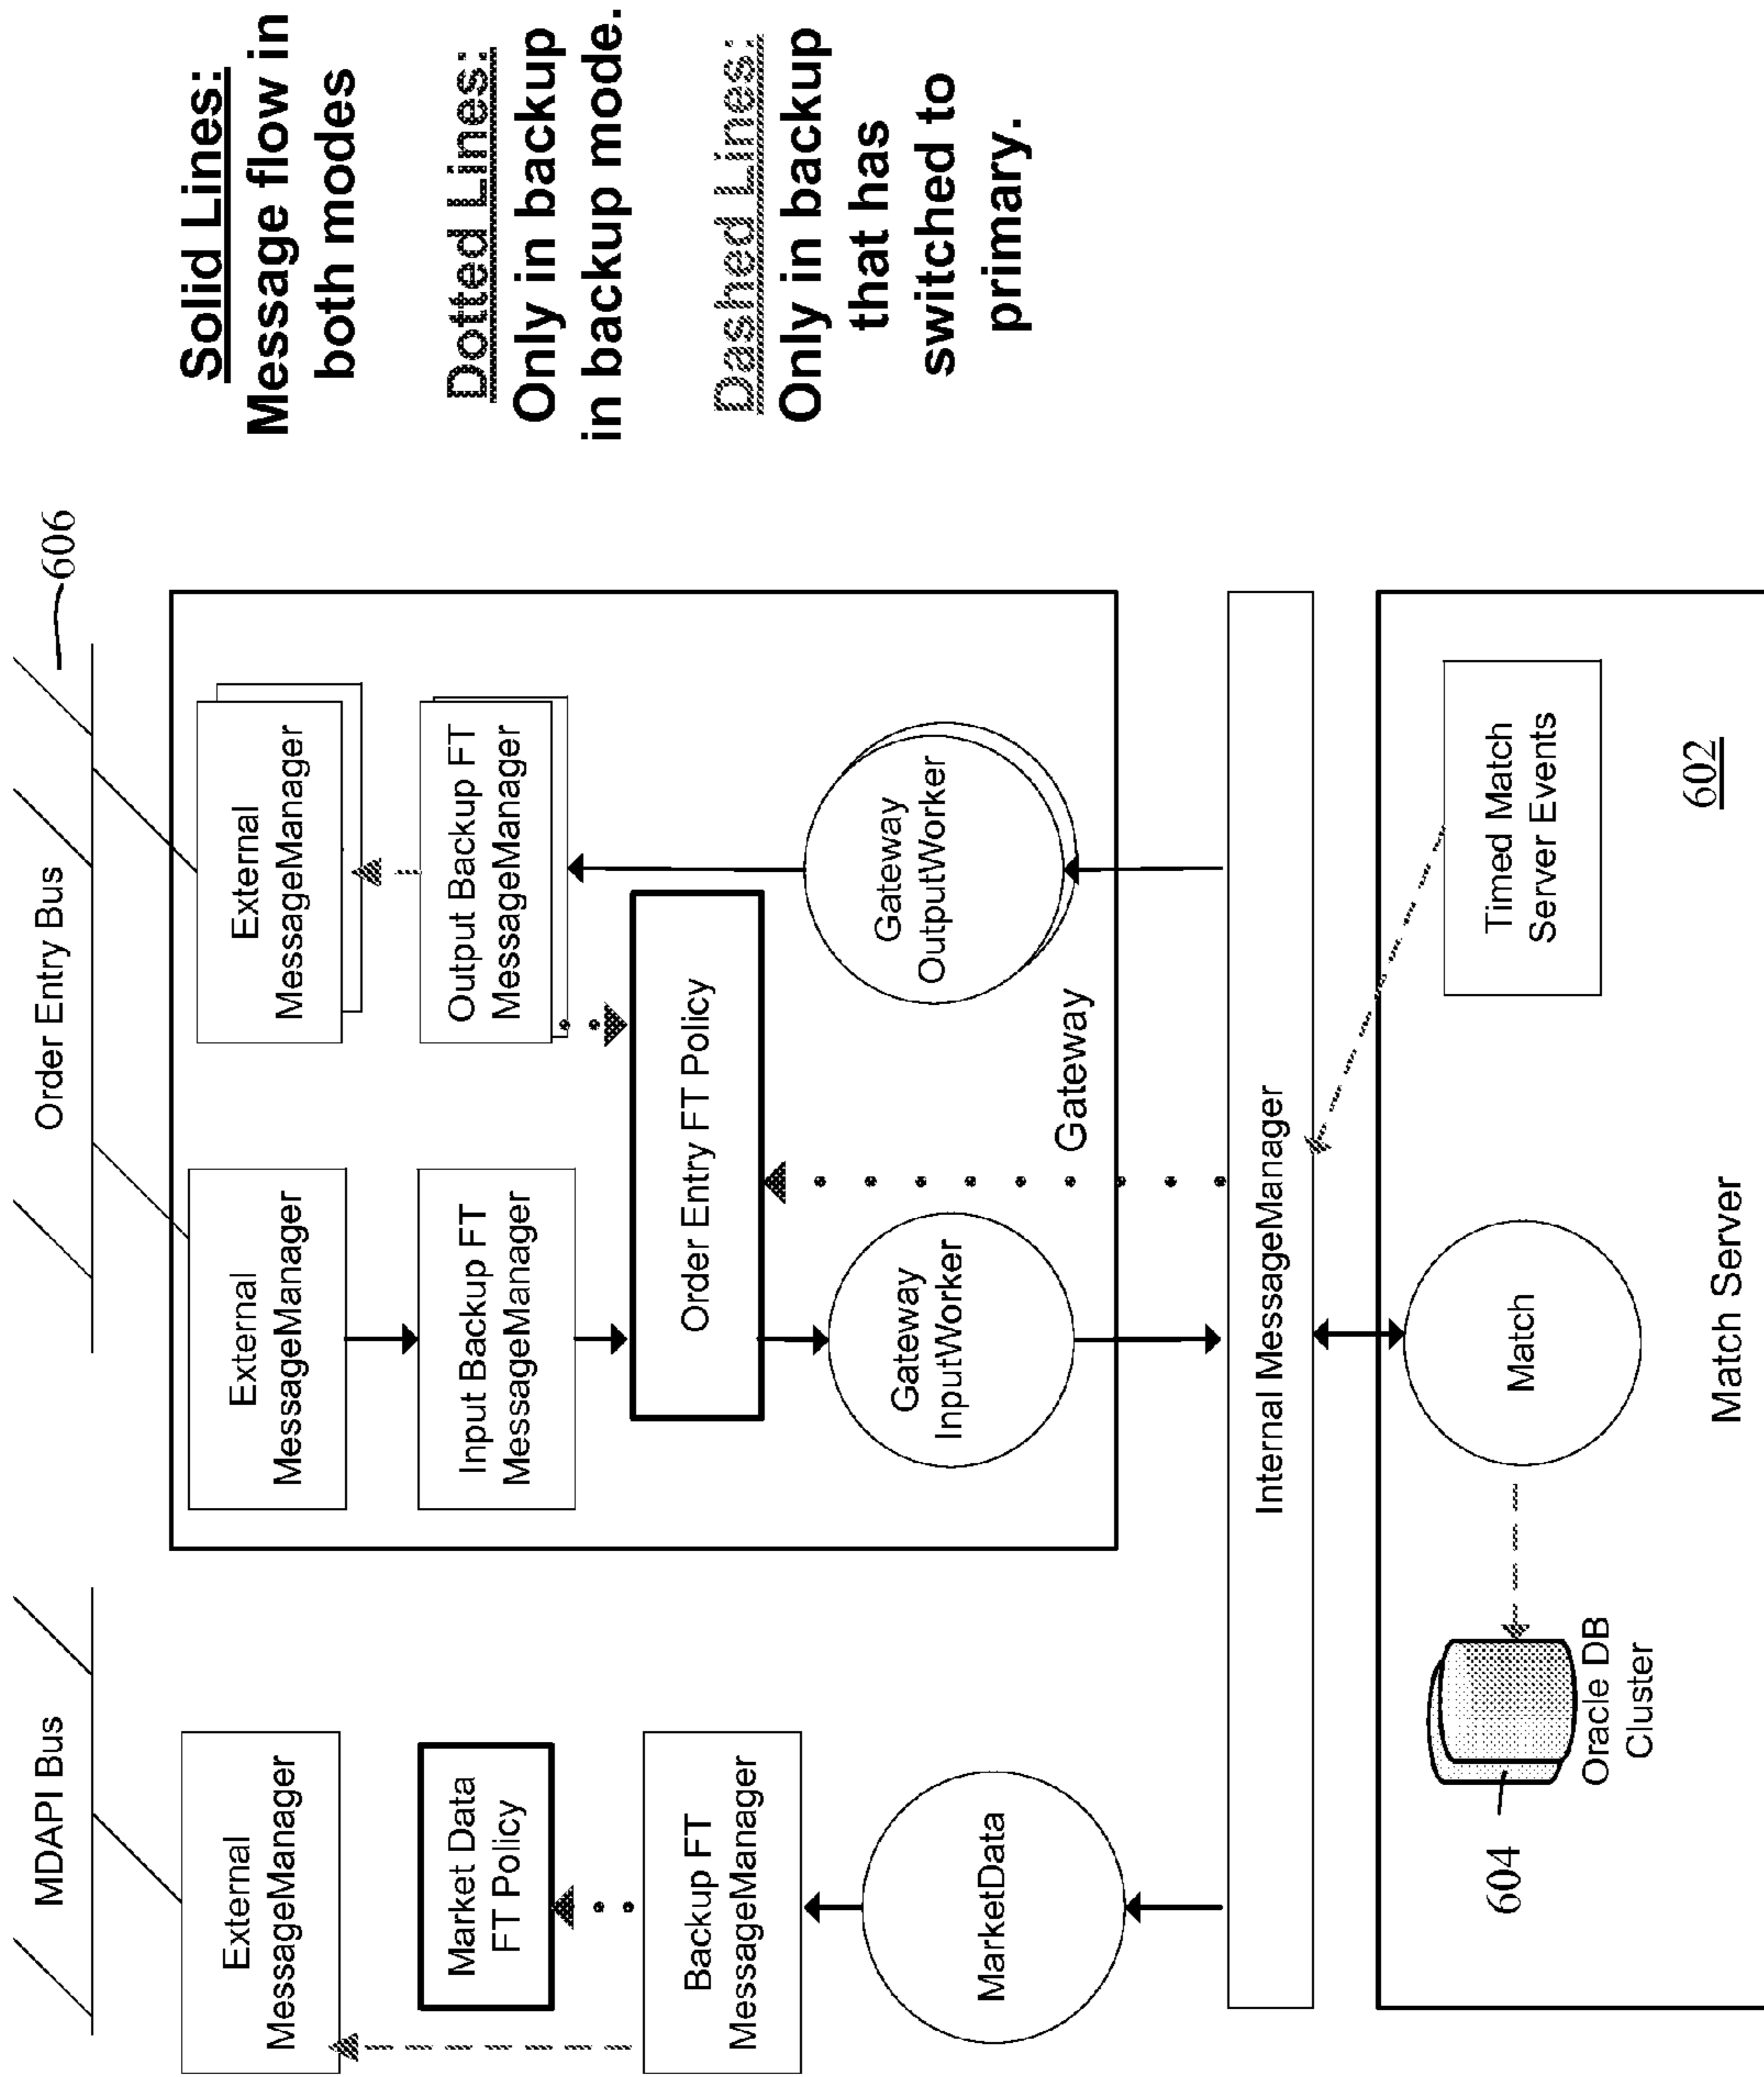 MDAPI Bus
Order Entry Bus
606
External
MessageManager
External
MessageManager
External
MessageManager
Solid Lines:
Message flow in
both modes
Market Data
FT Policy
Input Backup FT
MessageManager
Output Backup FT
MessageManager
Dotted Lines:
Only in backup
in backup mode.
Backup FT
MessageManager
Order Entry FT Policy
Dashed Lines:
Only in backup
that has
switched to
primary.
MarketData
Gateway
InputWorker
Gateway
OutputWorker
Gateway
Internal MessageManager
604
Oracle DB
Cluster
Match
Timed Match
Server Events
Match Server
602